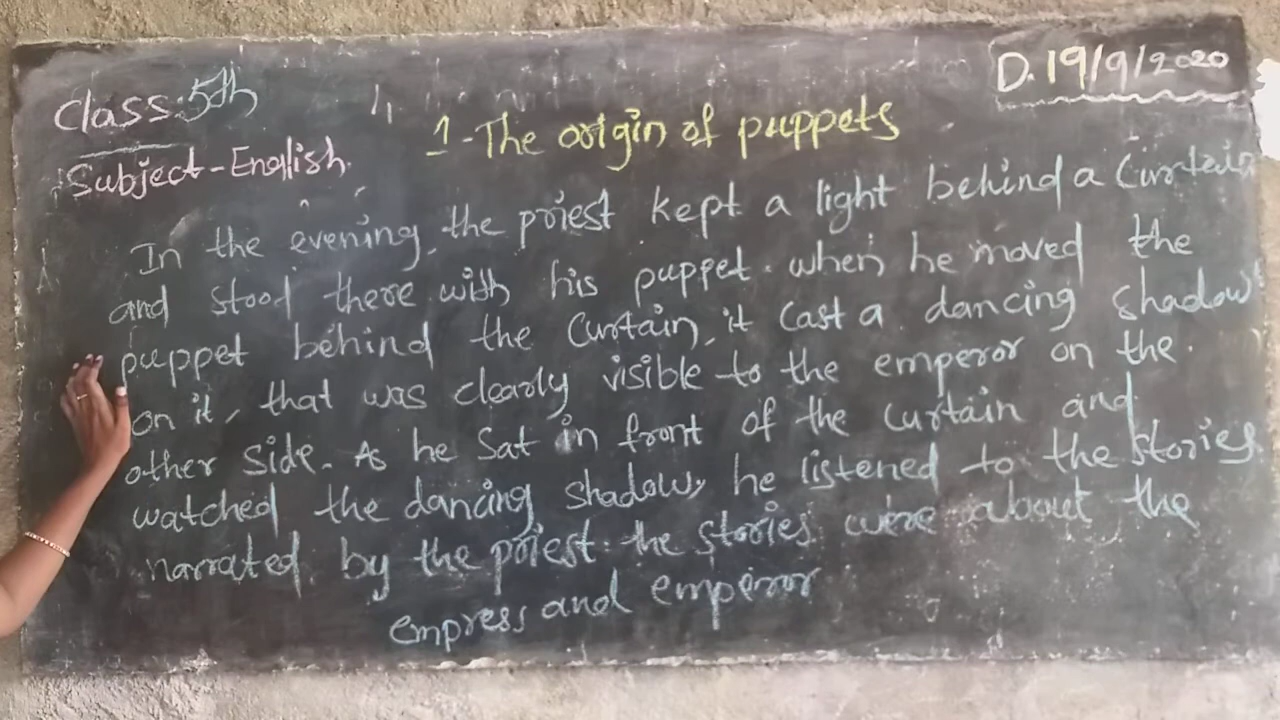 D. 19/9/2020
Class:5th
1-The origin of puppets
Subject-English.
In the evening, the priest kept a light behind a Curtain
and stood there with his puppet. when he moved the
puppet behind the Curtain, it cast a dancing shadow
on it, that was clearly visible to the emperor on the
other side. As he Sat in front of the curtain and
watched the dancing shadow, he listened to the stories
narrated by the priest. the stories were about the
empress and emperor